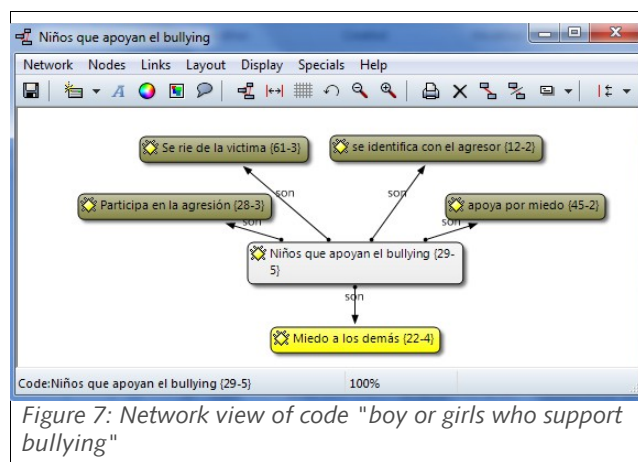 Niños que apoyan el bullying
Network Nodes Links Layout Display Specials Help
Se rie de la victima {61-3}
se identifica con el agresor {12-2}
Participa en la agresión {28-3}
apoya por miedo {45-2}
son
son
son
son
Niños que apoyan el bullying {29-
5}
son
Miedo a los demás {22-4}
Code:Niños que apoyan el bullying {29-5}
100%
Figure 7: Network view of code "boy or girls who support
bullying"